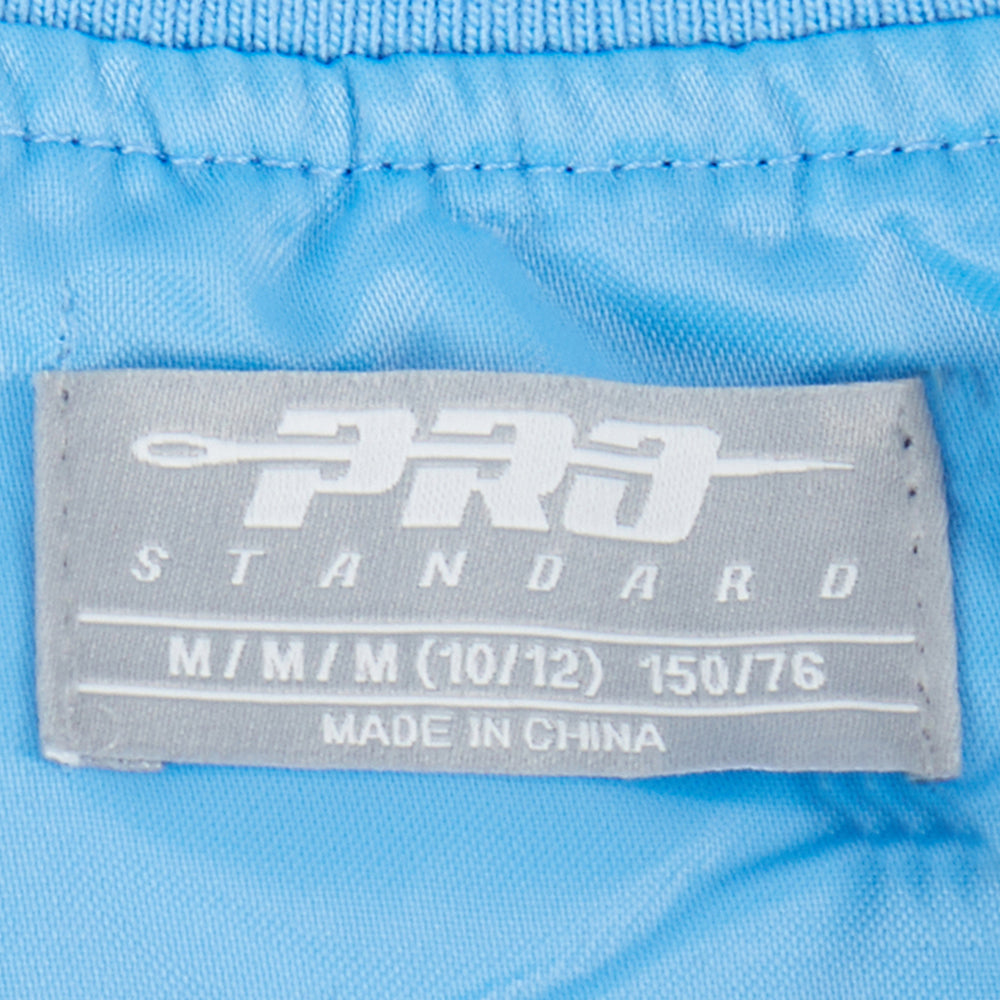 PRO
STANDARD
M/M/M (10/12) 150/76
MADE IN CHINA